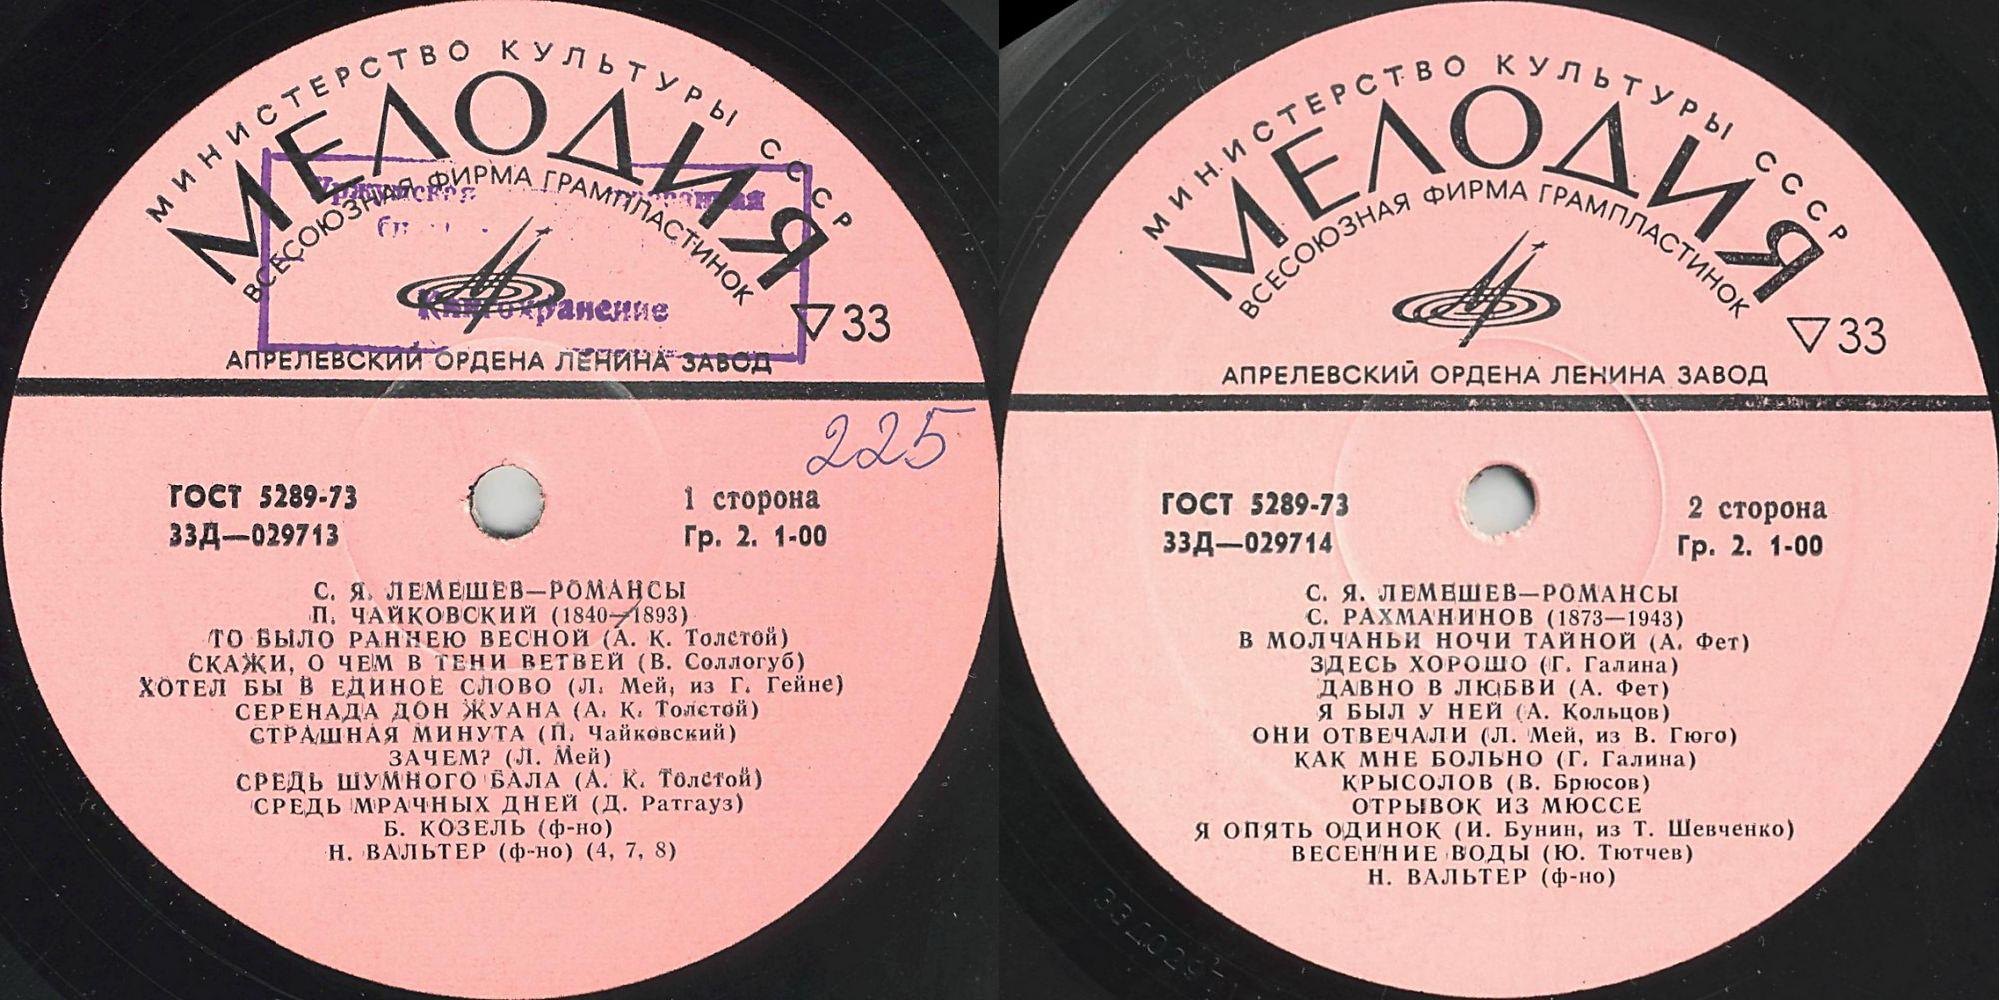 МИНИСТЕРСТВО КУЛЬТУРЫ СССР
МЕЛОДИЯ
ВСЕСОЮЗНАЯ ФИРМА ГРАМПЛАСТИНОК
Книгохранение
33
АПРЕЛЕВСКИЙ ОРДЕНА ЛЕНИНА ЗАВОД
225
ГОСТ 5289-73
33Д—029713
1 сторона
Гр. 2. 1-00
С. Я. ЛЕМЕШЕВ—РОМАНСЫ
П. ЧАЙКОВСКИЙ (1840—1893)
ТО БЫЛО РАННЕЮ ВЕСНОЙ (А. К. Толстой)
СКАЖИ, О ЧЕМ В ТЕНИ ВЕТВЕЙ (В. Соллогуб)
ХОТЕЛ БЫ В ЕДИНОЕ СЛОВО (Л. Мей, из Г. Гейне)
СЕРЕНАДА ДОН ЖУАНА (А. К. Толстой)
СТРАШНАЯ МИНУТА (П. Чайковский)
ЗАЧЕМ? (Л. Мей)
СРЕДЬ ШУМНОГО БАЛА (А. К. Толстой)
СРЕДЬ МРАЧНЫХ ДНЕЙ (Д. Ратгауз)
Б. КОЗЕЛЬ (ф-но)
Н. ВАЛЬТЕР (ф-но) (4, 7, 8)
МИНИСТЕРСТВО КУЛЬТУРЫ СССР
МЕЛОДИЯ
ВСЕСОЮЗНАЯ ФИРМА ГРАМПЛАСТИНОК
33
АПРЕЛЕВСКИЙ ОРДЕНА ЛЕНИНА ЗАВОД
ГОСТ 5289-73
33Д—029714
2 сторона
Гр. 2. 1-00
С. Я. ЛЕМЕШЕВ—РОМАНСЫ
С. РАХМАНИНОВ (1873—1943)
В МОЛЧАНЬИ НОЧИ ТАЙНОЙ (А. Фет)
ЗДЕСЬ ХОРОШО (Г. Галина)
ДАВНО В ЛЮБВИ (А. Фет)
Я БЫЛ У НЕЙ (А. Кольцов)
ОНИ ОТВЕЧАЛИ (Л. Мей, из В. Гюго)
КАК МНЕ БОЛЬНО (Г. Галина)
КРЫСОЛОВ (В. Брюсов)
ОТРЫВОК ИЗ МЮССЕ
Я ОПЯТЬ ОДИНОК (И. Бунин, из Т. Шевченко)
ВЕСЕННИЕ ВОДЫ (Ю. Тютчев)
Н. ВАЛЬТЕР (ф-но)